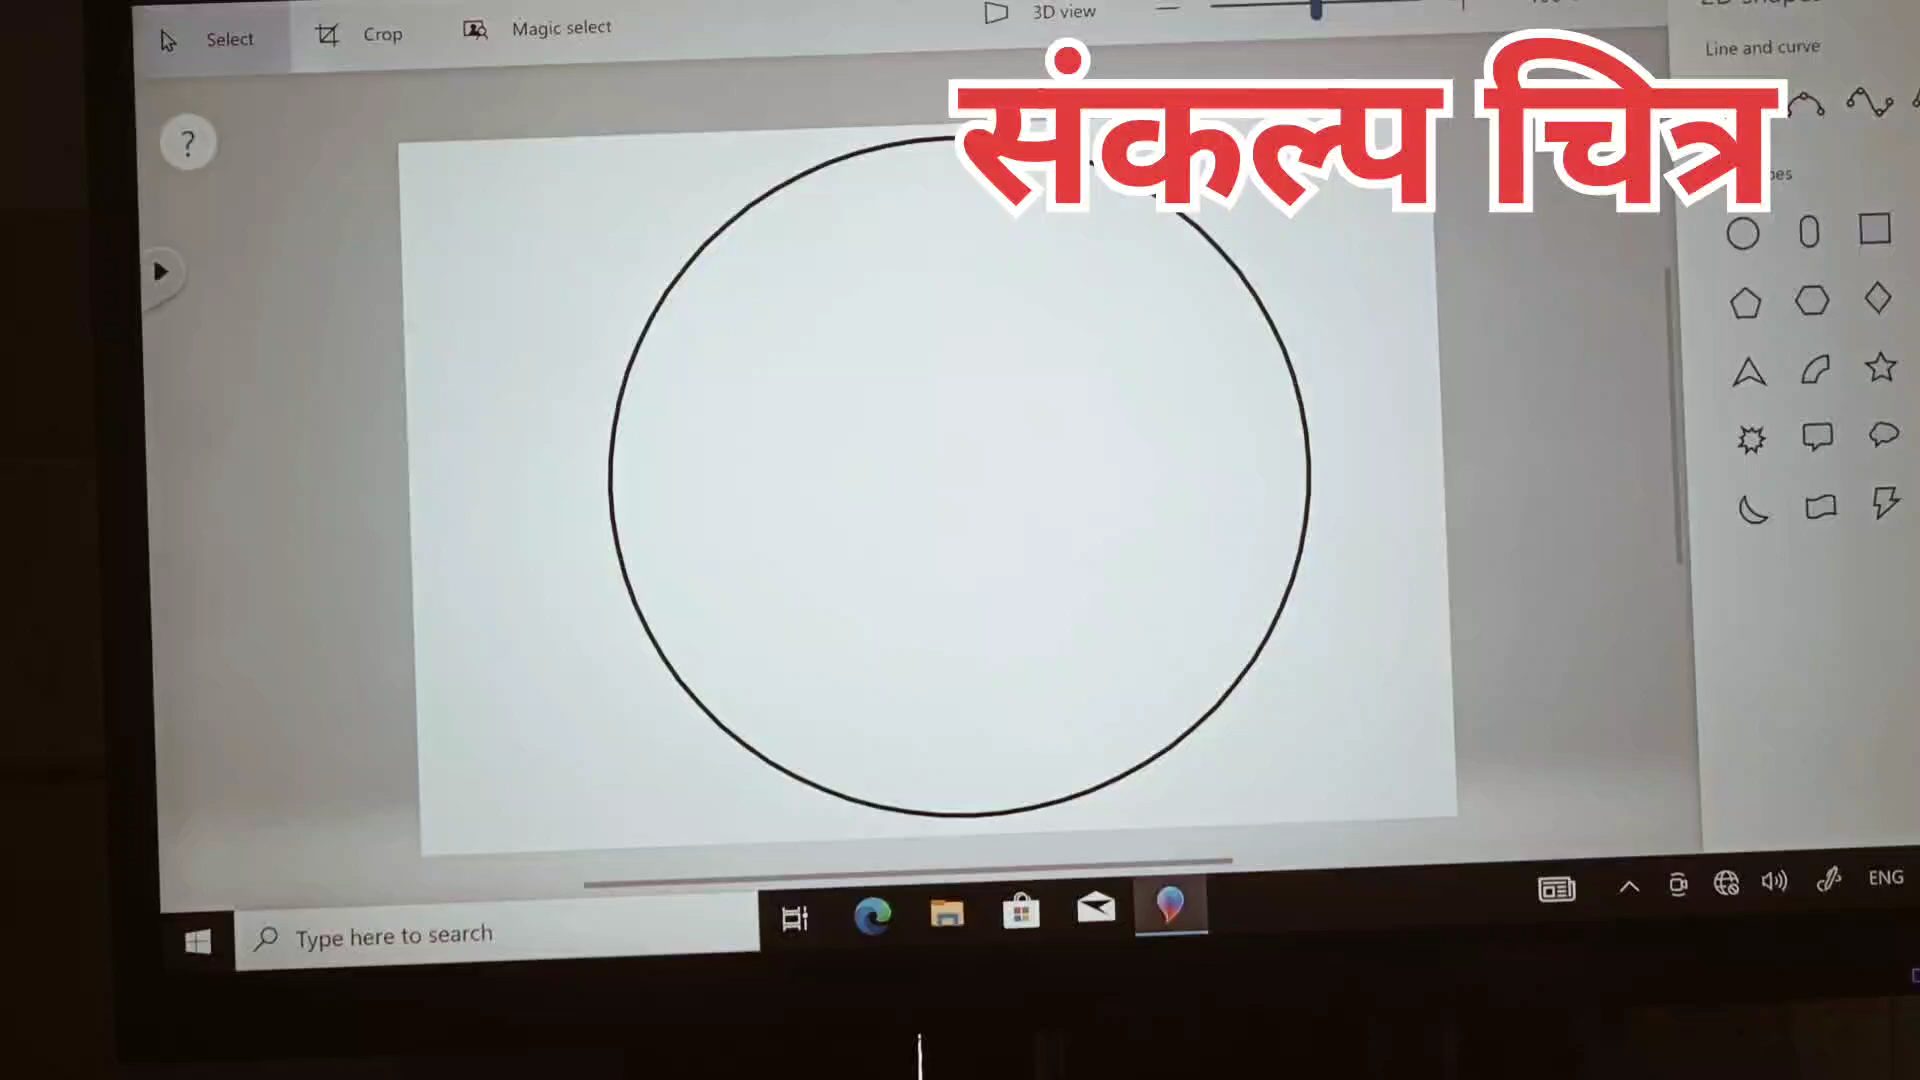 Select
Crop
Magic select
3D view
Line and curve
संकल्प चित्र
?
Type here to search
ENG